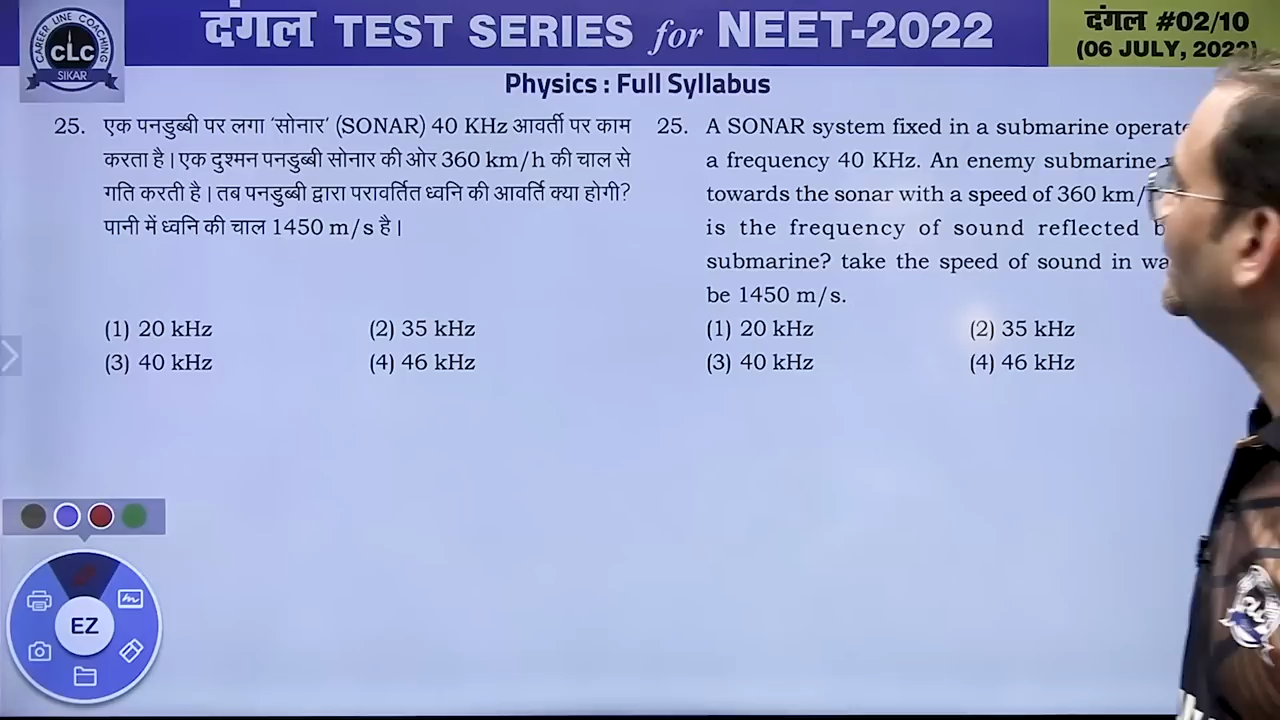 CAREER LINE COACHING
CLC
SIKAR
दंगल TEST SERIES for NEET-2022
दंगल #02/10
(06 JULY, 2022)
Physics : Full Syllabus
25. एक पनडुब्बी पर लगा ‘सोनार’ (SONAR) 40 KHz आवर्ती पर काम
करता है। एक दुश्मन पनडुब्बी सोनार की ओर 360 km/h की चाल से
गति करती है। तब पनडुब्बी द्वारा परावर्तित ध्वनि की आवर्ति क्या होगी?
पानी में ध्वनि की चाल 1450 m/s है।
(1) 20 kHz (2) 35 kHz
(3) 40 kHz (4) 46 kHz
25. A SONAR system fixed in a submarine
a frequency 40 KHz. An enemy submarine
towards the sonar with a speed of 360
is the frequency of sound reflected
submarine? take the speed of sound in
be 1450 m/s.
(1) 20 kHz (2) 35 kHz
(3) 40 kHz (4) 46 kHz
EZ